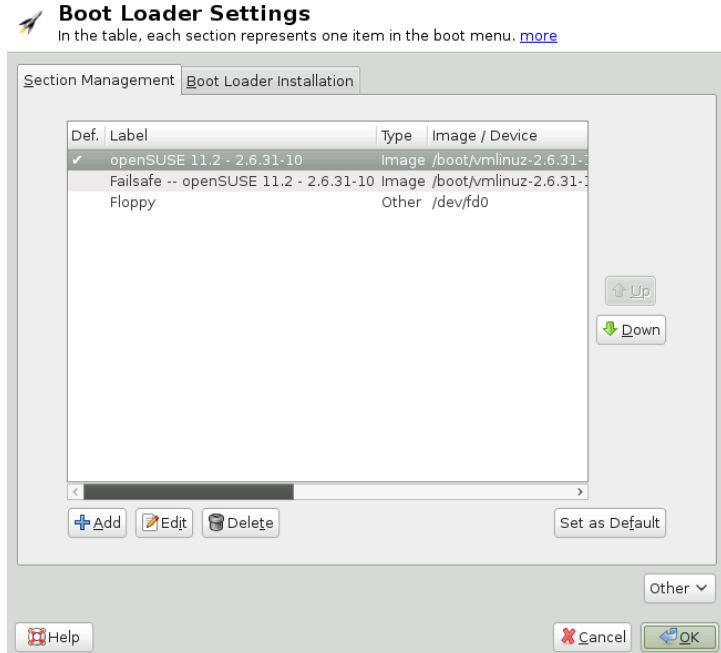 Boot Loader Settings
In the table, each section represents one item in the boot menu. more
Section Management Boot Loader Installation
Def. Label Type Image / Device
openSUSE 11.2 - 2.6.31-10 Image /boot/vmlinuz-2.6.31-
Failsafe -- openSUSE 11.2 - 2.6.31-10 Image /boot/vmlinuz-2.6.31-
Floppy Other /dev/fd0
Up
Down
Add Edit Delete Set as Default
Other
Help Cancel OK